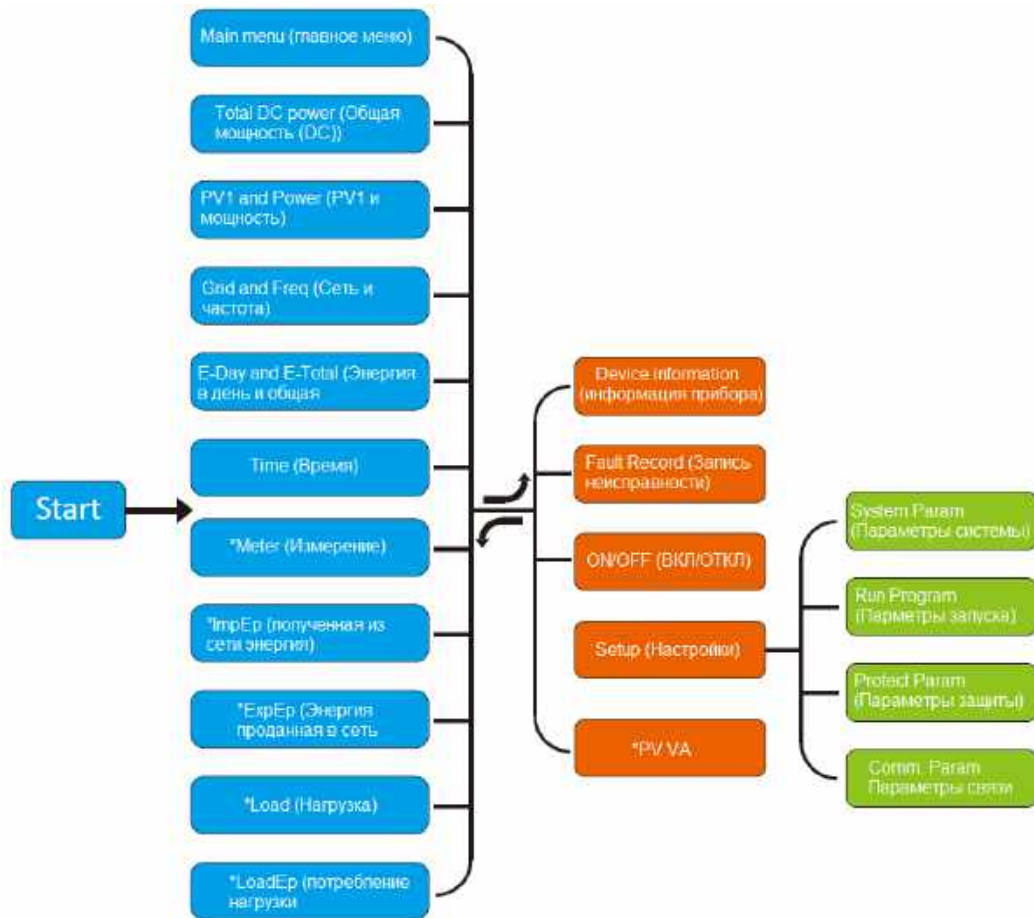 Main menu (главное меню)
Total DC power (Общая
мощность (DC))
PV1 and Power (PV1 и
мощность)
Grid and Freq (Сеть и
частота)
E-Day and E-Total (Энергия
в день и общая
Time (Время)
Start
*Meter (Измерение)
*ImpEp (полученная из
сети энергия)
*ExpEp (Энергия
проданная в сеть
*Load (Нагрузка)
*LoadEp (потребление
нагрузки
Device information
(информация прибора)
Fault Record (Запись
неисправности)
ON/OFF (ВКЛ/ОТКЛ)
Setup (Настройки)
*PV VA
System Param
(Параметры системы)
Run Program
(Парметры запуска)
Protect Param
(Параметры защиты)
Comm. Param
Параметры связи